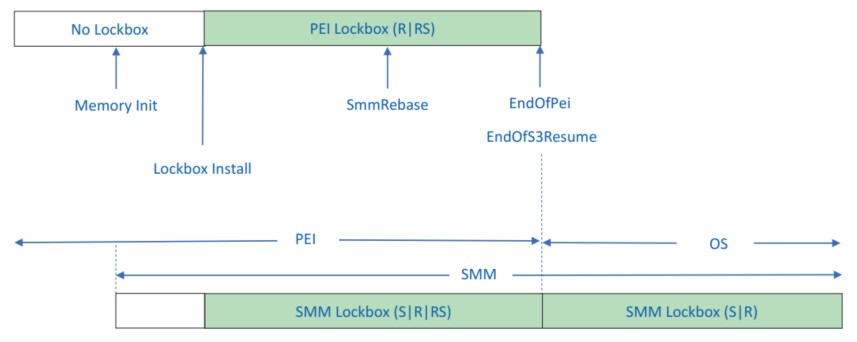 No Lockbox
PEI Lockbox (R|RS)
Memory Init
SmmRebase
EndOfPei
EndOfS3Resume
Lockbox Install
PEI
OS
SMM
SMM Lockbox (S|R|RS)
SMM Lockbox (S|R)